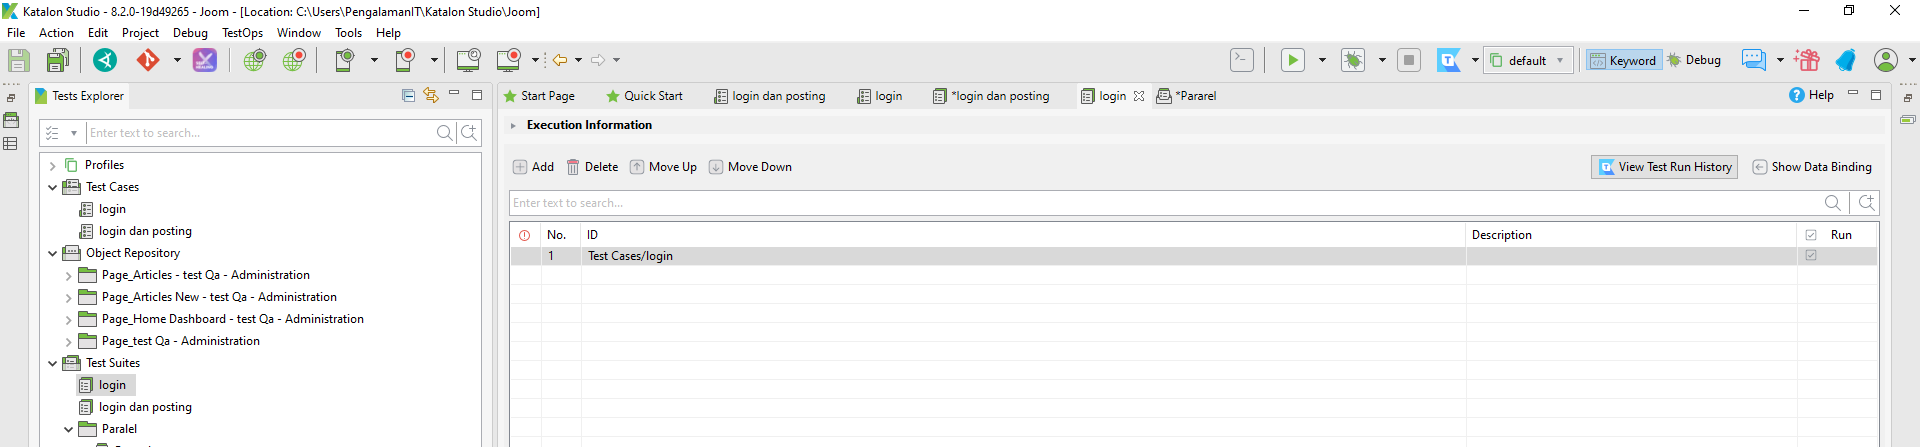 Katalon Studio - 8.2.0-19d49265 - Joom - [Location: C:\Users\PengalamanIT\Katalon Studio\Joom]
File Action Edit Project Debug TestOps Window Tools Help
default Keyword Debug
Tests Explorer
Start Page Quick Start login dan posting login *login dan posting login *Pararel Help
Enter text to search...
Execution Information
Profiles
Test Cases
login
login dan posting
Object Repository
Page_Articles - test Qa - Administration
Page_Articles New - test Qa - Administration
Page_Home Dashboard - test Qa - Administration
Page_test Qa - Administration
Test Suites
login
login dan posting
Paralel
Add Delete Move Up Move Down View Test Run History Show Data Binding
Enter text to search...
No. ID Description Run
1 Test Cases/login